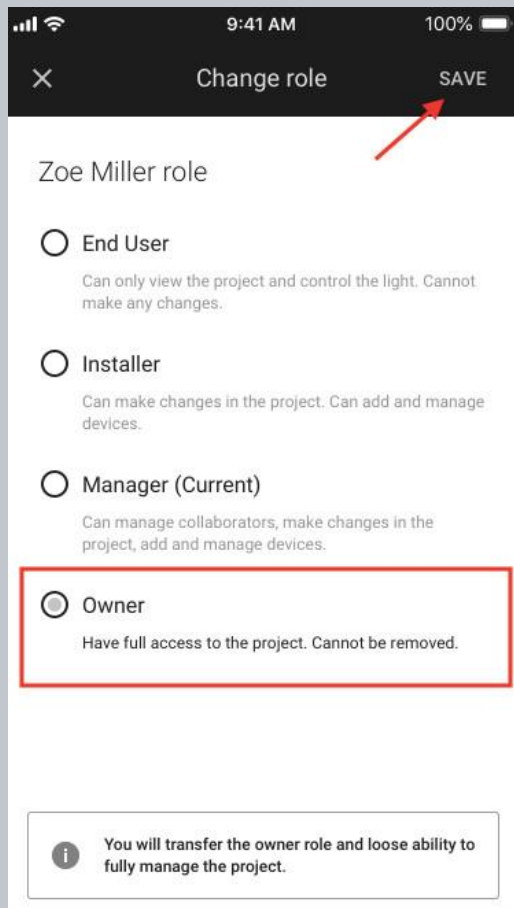 9:41 AM
100%
Change role
SAVE
Zoe Miller role
End User
Can only view the project and control the light. Cannot
make any changes.
Installer
Can make changes in the project. Can add and manage
devices.
Manager (Current)
Can manage collaborators, make changes in the
project, add and manage devices.
Owner
Have full access to the project. Cannot be removed.
You will transfer the owner role and loose ability to
fully manage the project.